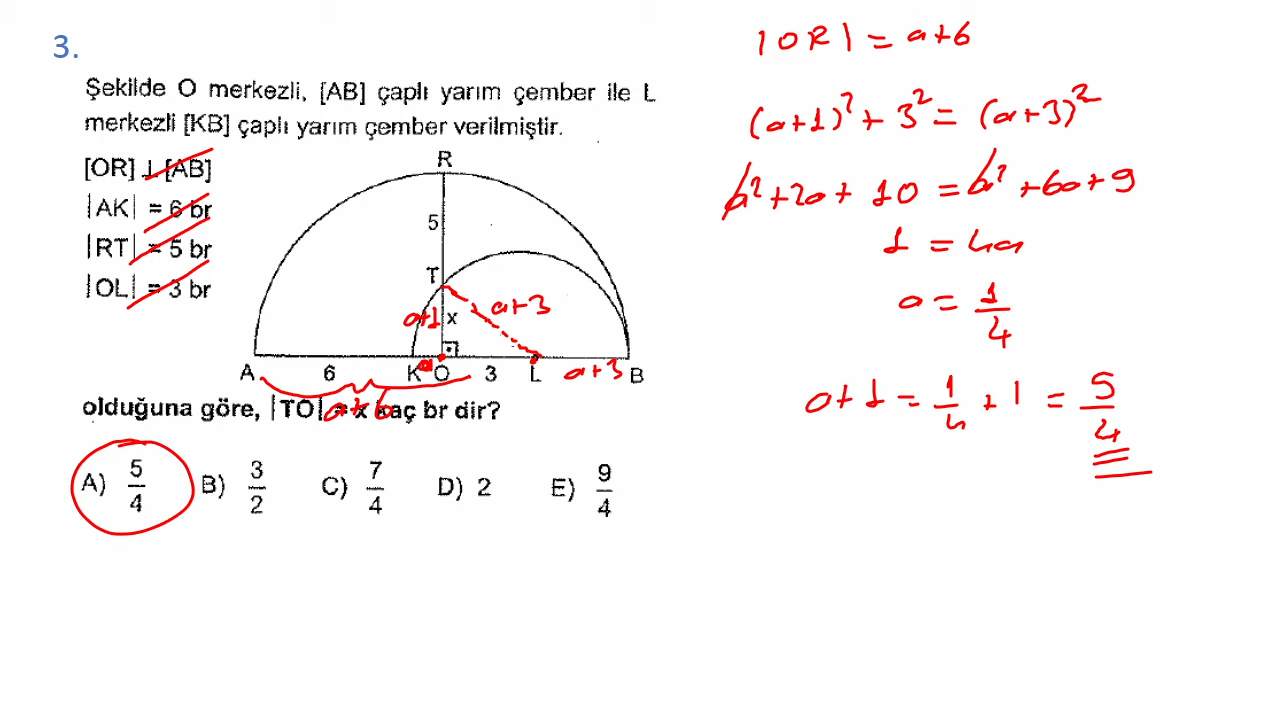 3.
Şekilde O merkezli, [AB] çaplı yarım çember ile L
merkezli [KB] çaplı yarım çember verilmiştir.
[OR] ⊥ [AB]
|AK| = 6 br
|RT| = 5 br
|OL| = 3 br
R
5
T
a+1 x
a+3
A 6 K a O 3 L a+3 B
a+6
olduğuna göre, |TO| = x kaç br dir?
A) 5/4 B) 3/2 C) 7/4 D) 2 E) 9/4
|OR| = a+6
(a+1)² + 3² = (a+3)²
a² + 2a + 10 = a² + 6a + 9
1 = 4a
a = 1/4
a+1 = 1/4 + 1 = 5/4